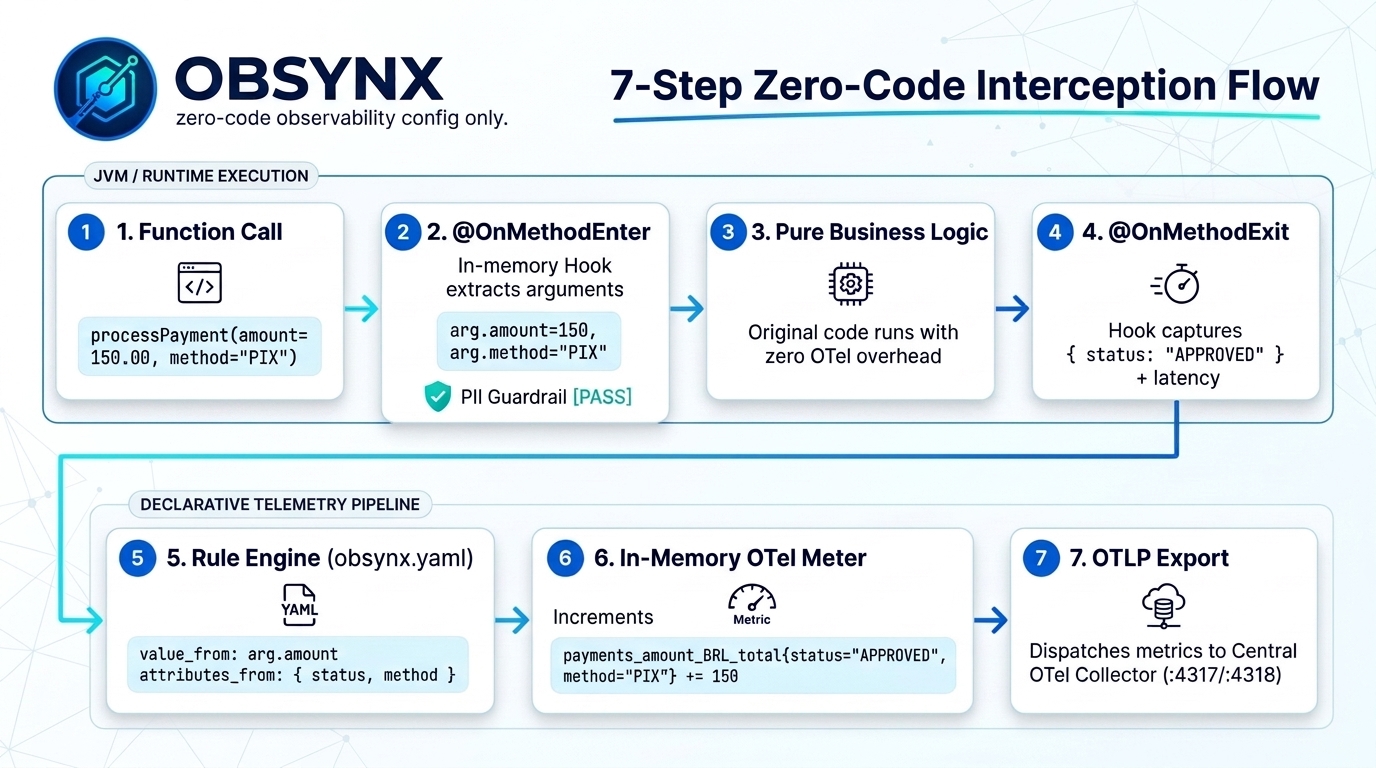 OBSYNX
zero-code observability config only.
7-Step Zero-Code Interception Flow
JVM / RUNTIME EXECUTION
1 1. Function Call
</>
processPayment(amount=
150.00, method="PIX")
2 2. @OnMethodEnter
In-memory Hook
extracts arguments
arg.amount=150,
arg.method="PIX"
PII Guardrail [PASS]
3 3. Pure Business Logic
Original code runs with
zero OTel overhead
4 4. @OnMethodExit
Hook captures
{ status: "APPROVED" }
+ latency
DECLARATIVE TELEMETRY PIPELINE
5 5. Rule Engine (obsynx.yaml)
YAML
value_from: arg.amount
attributes_from: { status, method }
6 6. In-Memory OTel Meter
Increments
Metric
payments_amount_BRL_total{status="APPROVED",
method="PIX"} += 150
7 7. OTLP Export
Dispatches metrics to Central
OTel Collector (:4317/:4318)